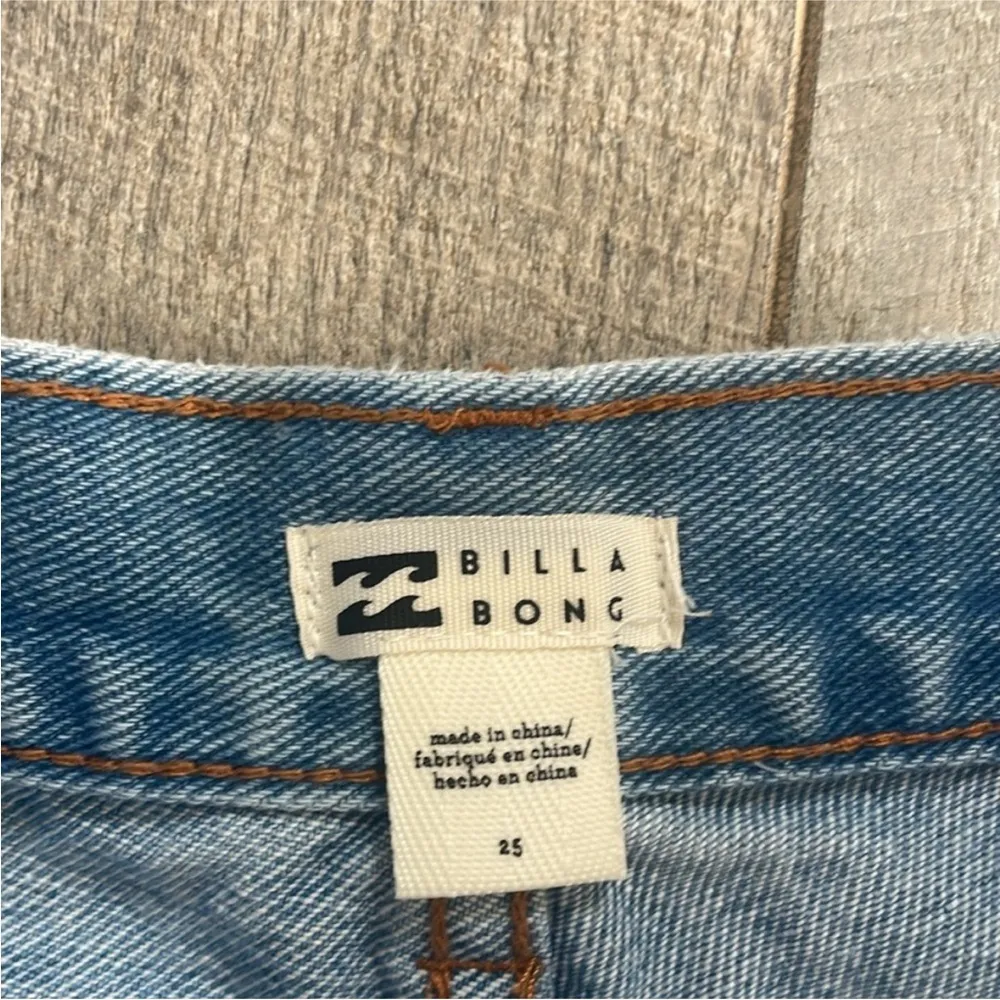 BILLA
BONG
made in china/
fabriqué en chine/
hecho en china
25